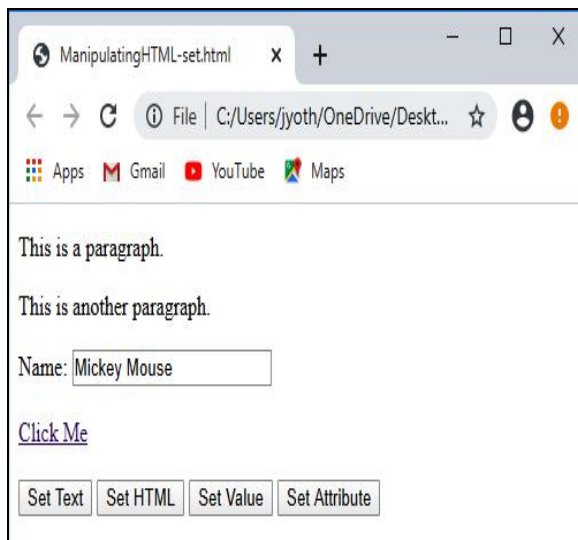 ManipulatingHTML-set.html
File | C:/Users/jyoth/OneDrive/Deskt...
Apps Gmail YouTube Maps
This is a paragraph.
This is another paragraph.
Name: Mickey Mouse
Click Me
Set Text Set HTML Set Value Set Attribute